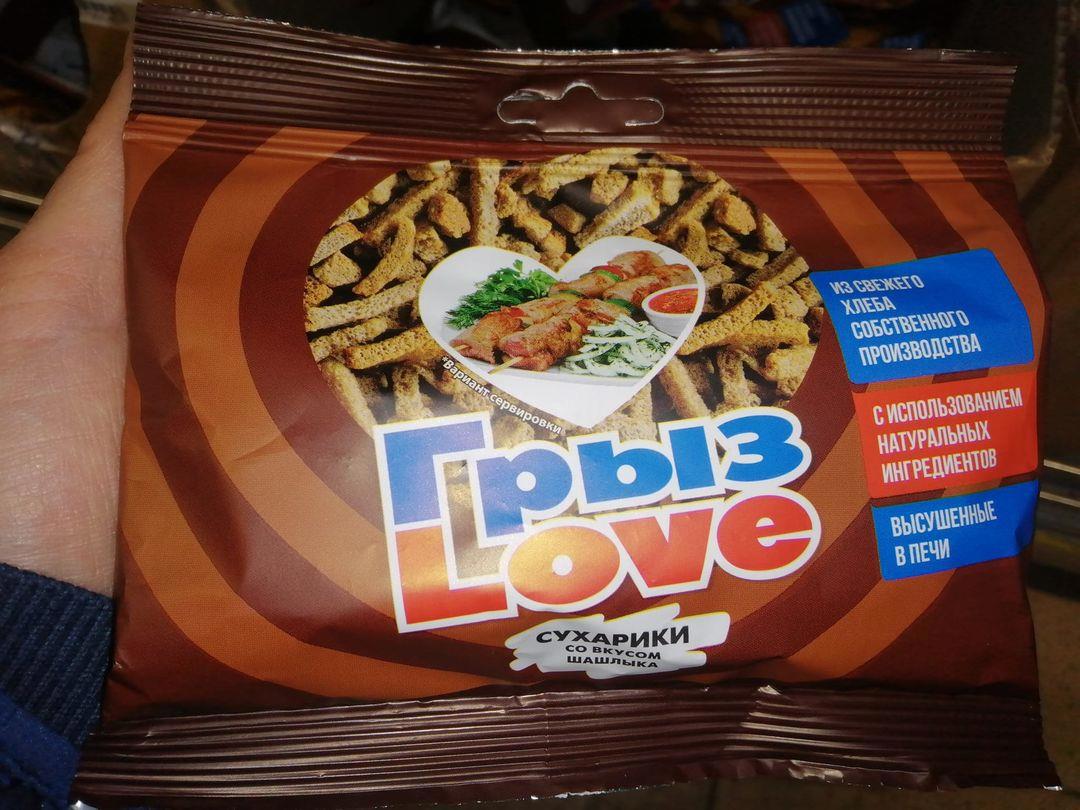 *Вариант сервировки
Грыз
Love
СУХАРИКИ
СО ВКУСОМ
ШАШЛЫКА
ИЗ СВЕЖЕГО
ХЛЕБА
СОБСТВЕННОГО
ПРОИЗВОДСТВА
С ИСПОЛЬЗОВАНИЕМ
НАТУРАЛЬНЫХ
ИНГРЕДИЕНТОВ
ВЫСУШЕННЫЕ
В ПЕЧИ